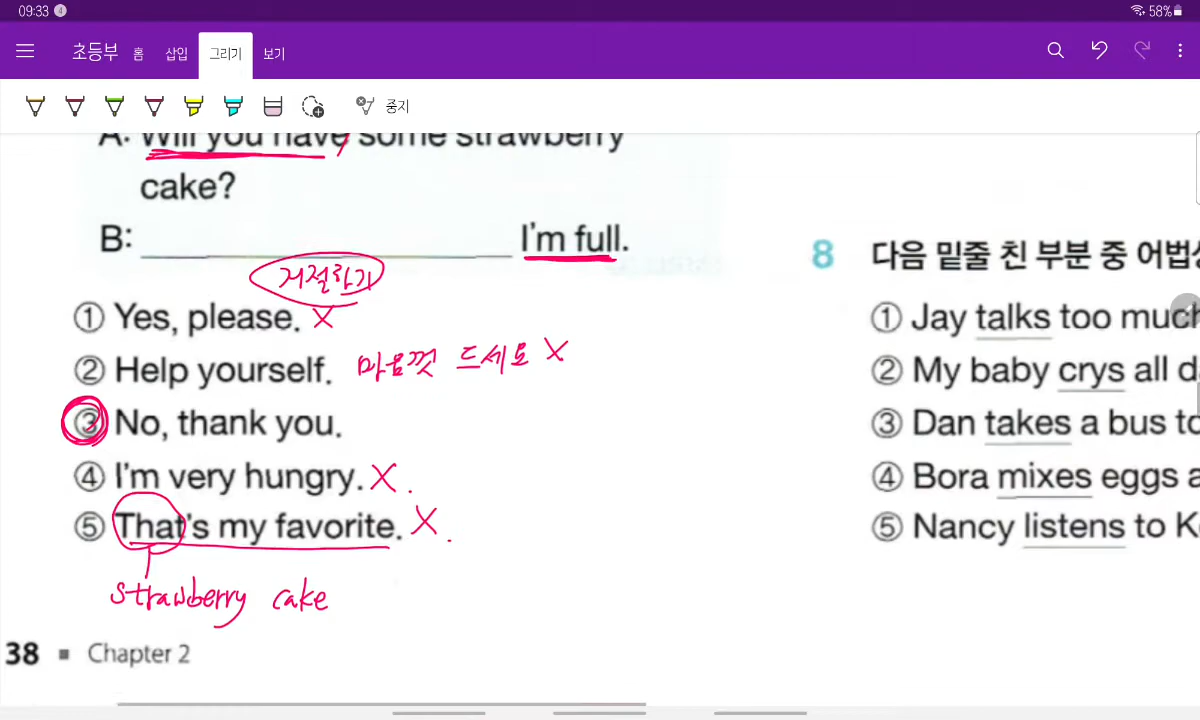 09:33 4 58%
초등부 홈 삽입 그리기 보기
중지
A: Will you have some strawberry
cake?
B: I'm full.
거절하기
① Yes, please. X
② Help yourself. 마음껏 드세요 X
③ No, thank you.
④ I'm very hungry. X.
⑤ That's my favorite. X.
strawberry cake
38 ■ Chapter 2
8 다음 밑줄 친 부분 중 어법상
① Jay talks too much
② My baby crys all d
③ Dan takes a bus to
④ Bora mixes eggs a
⑤ Nancy listens to K